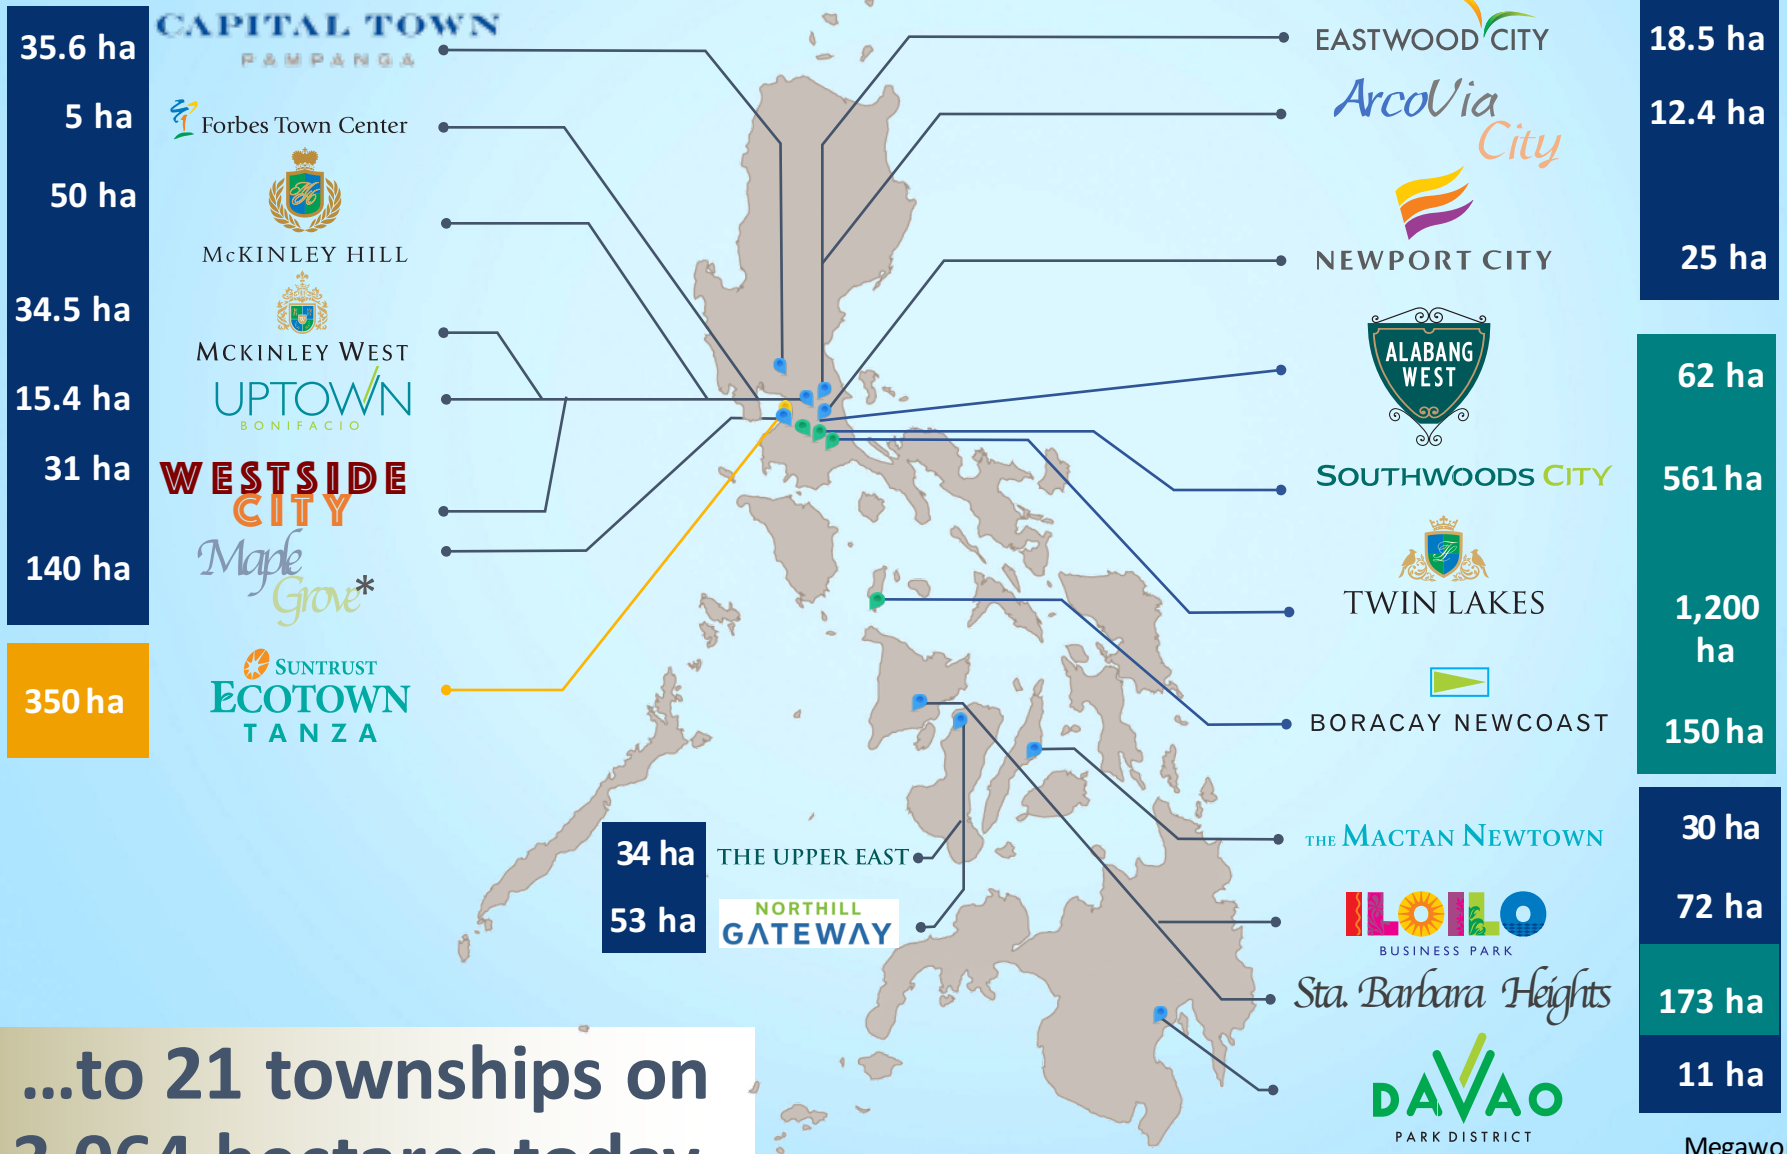 35.6 ha
CAPITAL TOWN
PAMPANGA
5 ha
Forbes Town Center
50 ha
McKINLEY HILL
34.5 ha
MCKINLEY WEST
15.4 ha
UPTOWN
BONIFACIO
31 ha
WESTSIDE
CITY
140 ha
Maple
Grove*
350 ha
SUNTRUST
ECOTOWN
TANZA
34 ha
THE UPPER EAST
53 ha
NORTHILL
GATEWAY
EASTWOOD CITY
18.5 ha
ArcoVia
City
12.4 ha
NEWPORT CITY
25 ha
ALABANG
WEST
62 ha
SOUTHWOODS CITY
561 ha
TWIN LAKES
1,200
ha
BORACAY NEWCOAST
150 ha
THE MACTAN NEWTOWN
30 ha
ILOILO
BUSINESS PARK
72 ha
Sta. Barbara Heights
173 ha
DAVAO
PARK DISTRICT
11 ha
...to 21 townships on
3,064 hectares today
Megawo